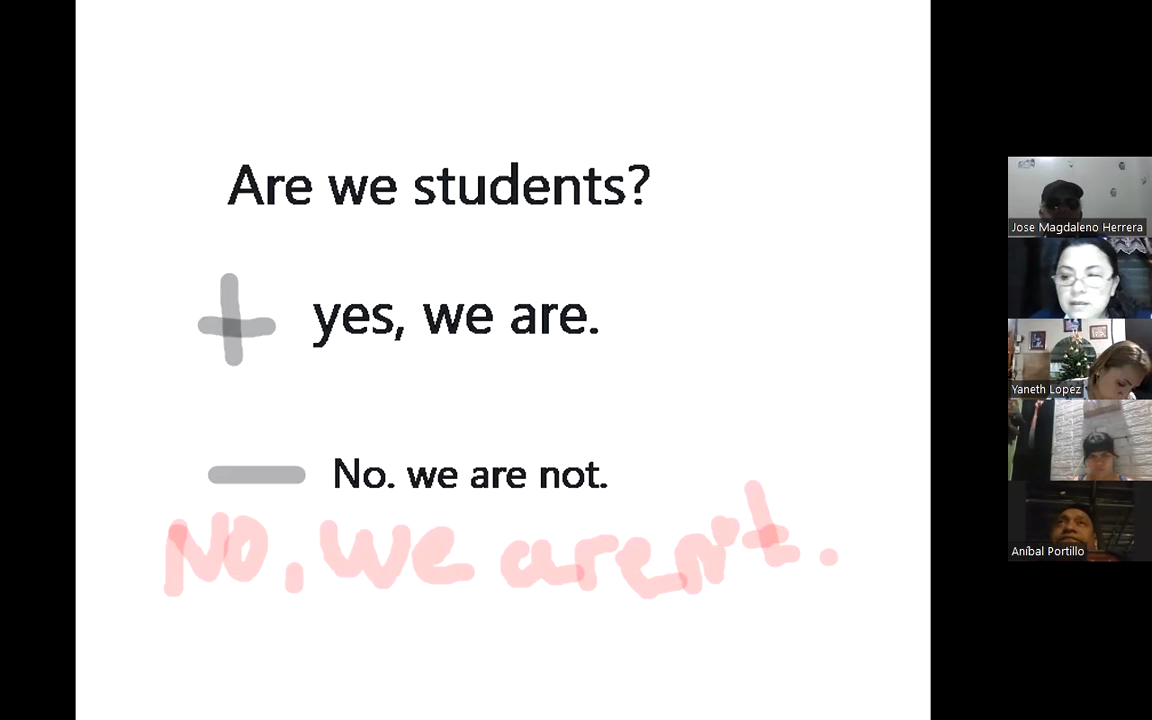 Are we students?
yes, we are.
No. we are not.
No, we aren't.
Jose Magdaleno Herrera
Yaneth Lopez
Aníbal Portillo